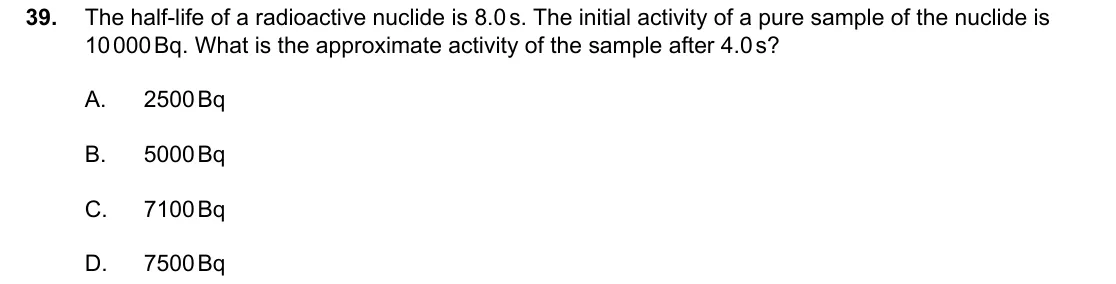 39. The half-life of a radioactive nuclide is 8.0 s. The initial activity of a pure sample of the nuclide is
10 000 Bq. What is the approximate activity of the sample after 4.0 s?
A. 2500 Bq
B. 5000 Bq
C. 7100 Bq
D. 7500 Bq